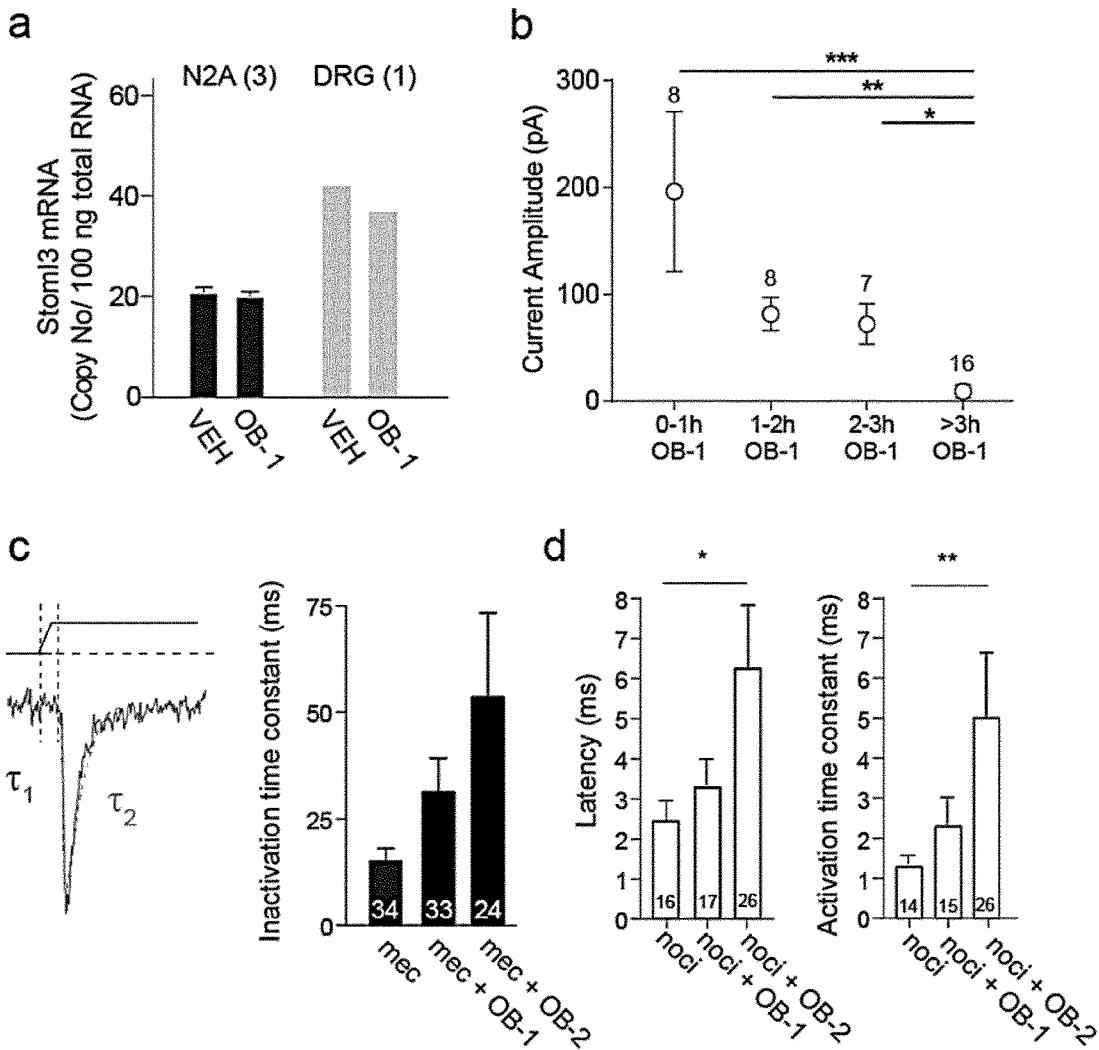 a
N2A (3) DRG (1)
60
40
20
0
Stoml3 mRNA
(Copy No/ 100 ng total RNA)
VEH
OB-1
VEH
OB-1
b
***
**
*
300
200
100
0
Current Amplitude (pA)
8
8
7
16
0-1h 1-2h 2-3h >3h
OB-1 OB-1 OB-1 OB-1
c
τ1
τ2
Inactivation time constant (ms)
75
50
25
0
34 33 24
mec
mec + OB-1
mec + OB-2
d
*
Latency (ms)
8
7
6
5
4
3
2
1
0
16 17 26
noci
noci + OB-1
noci + OB-2
**
Activation time constant (ms)
8
7
6
5
4
3
2
1
0
14 15 26
noci
noci + OB-1
noci + OB-2